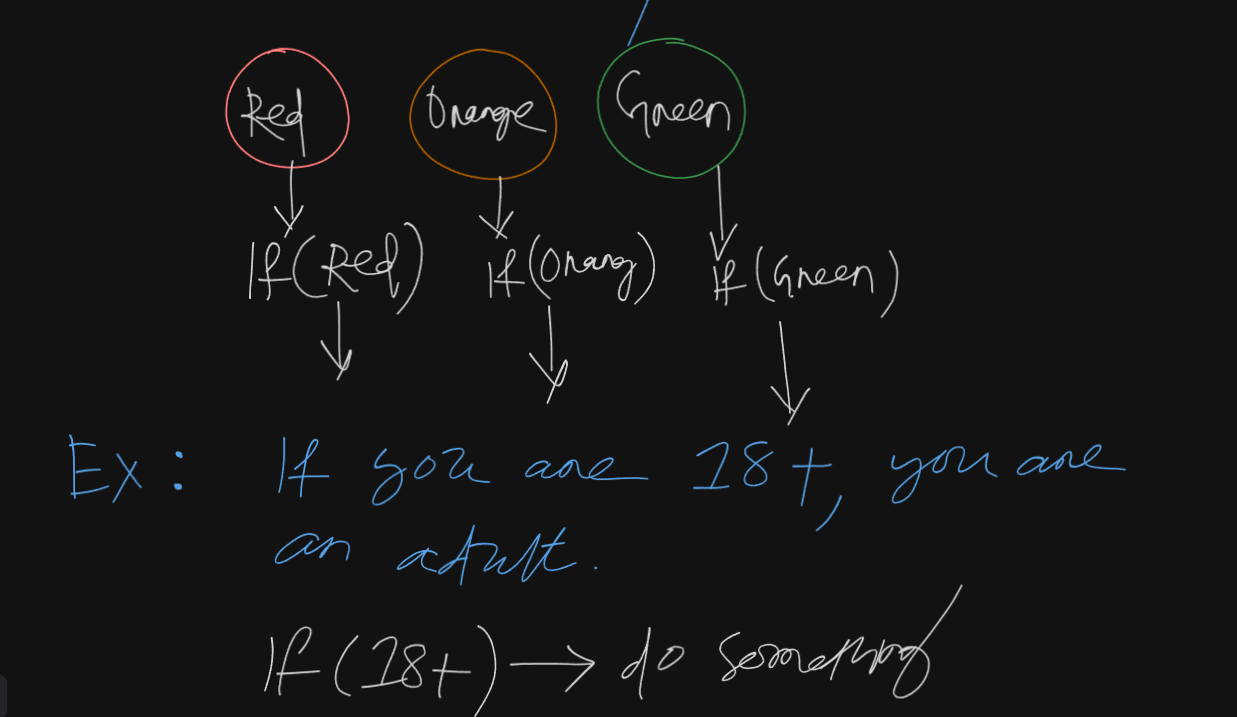 Red Orange Green
If(Red) If(Orang) If(Green)
Ex: If you are 18+, you are
an adult.
If(18+) → do something